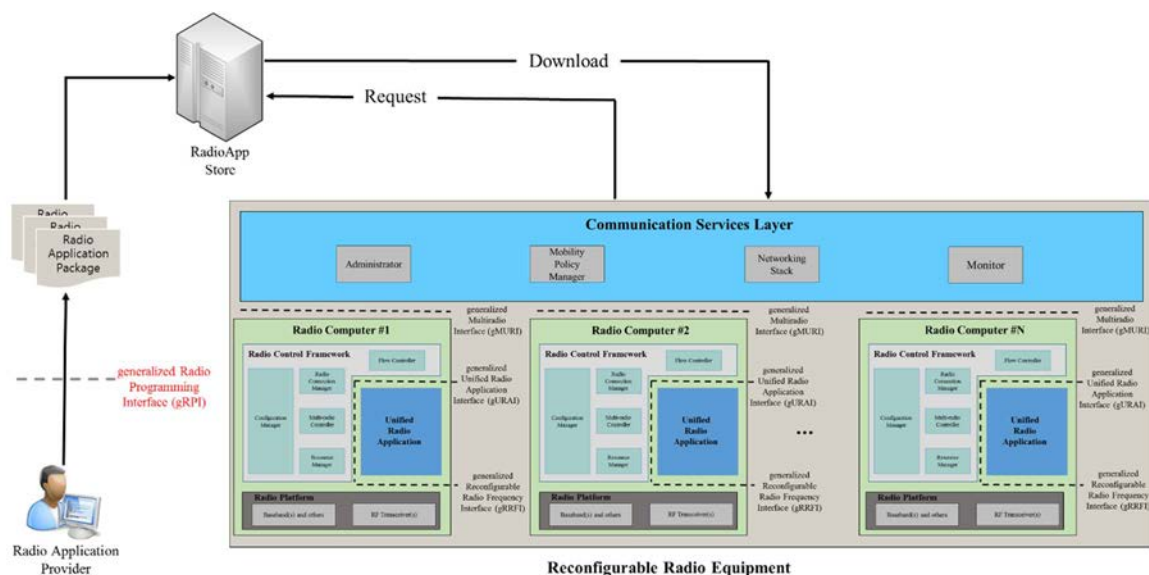 Download
Request
RadioApp
Store
Radio
Radio
Radio
Application
Package
generalized Radio
Programming
Interface (gRPI)
Radio Application
Provider
Communication Services Layer
Administrator
Mobility
Policy
Manager
Networking
Stack
Monitor
generalized
Multiradio
Interface (gMURI)
generalized
Multiradio
Interface (gMURI)
generalized
Multiradio
Interface (gMURI)
Radio Computer #1
Radio Control Framework
Flow Controller
Configuration
Manager
Radio
Connection
Manager
Multiradio
Controller
Resource
Manager
Unified
Radio
Application
Radio Platform
Baseband(s) and others
RF Transceiver(s)
generalized
Unified Radio
Application
Interface (gURAI)
generalized
Reconfigurable
Radio Frequency
Interface (gRRFI)
Radio Computer #2
Radio Control Framework
Flow Controller
Configuration
Manager
Radio
Connection
Manager
Multiradio
Controller
Resource
Manager
Unified
Radio
Application
Radio Platform
Baseband(s) and others
RF Transceiver(s)
generalized
Unified Radio
Application
Interface (gURAI)
...
generalized
Reconfigurable
Radio Frequency
Interface (gRRFI)
Radio Computer #N
Radio Control Framework
Flow Controller
Configuration
Manager
Radio
Connection
Manager
Multiradio
Controller
Resource
Manager
Unified
Radio
Application
Radio Platform
Baseband(s) and others
RF Transceiver(s)
generalized
Unified Radio
Application
Interface (gURAI)
generalized
Reconfigurable
Radio Frequency
Interface (gRRFI)
Reconfigurable Radio Equipment